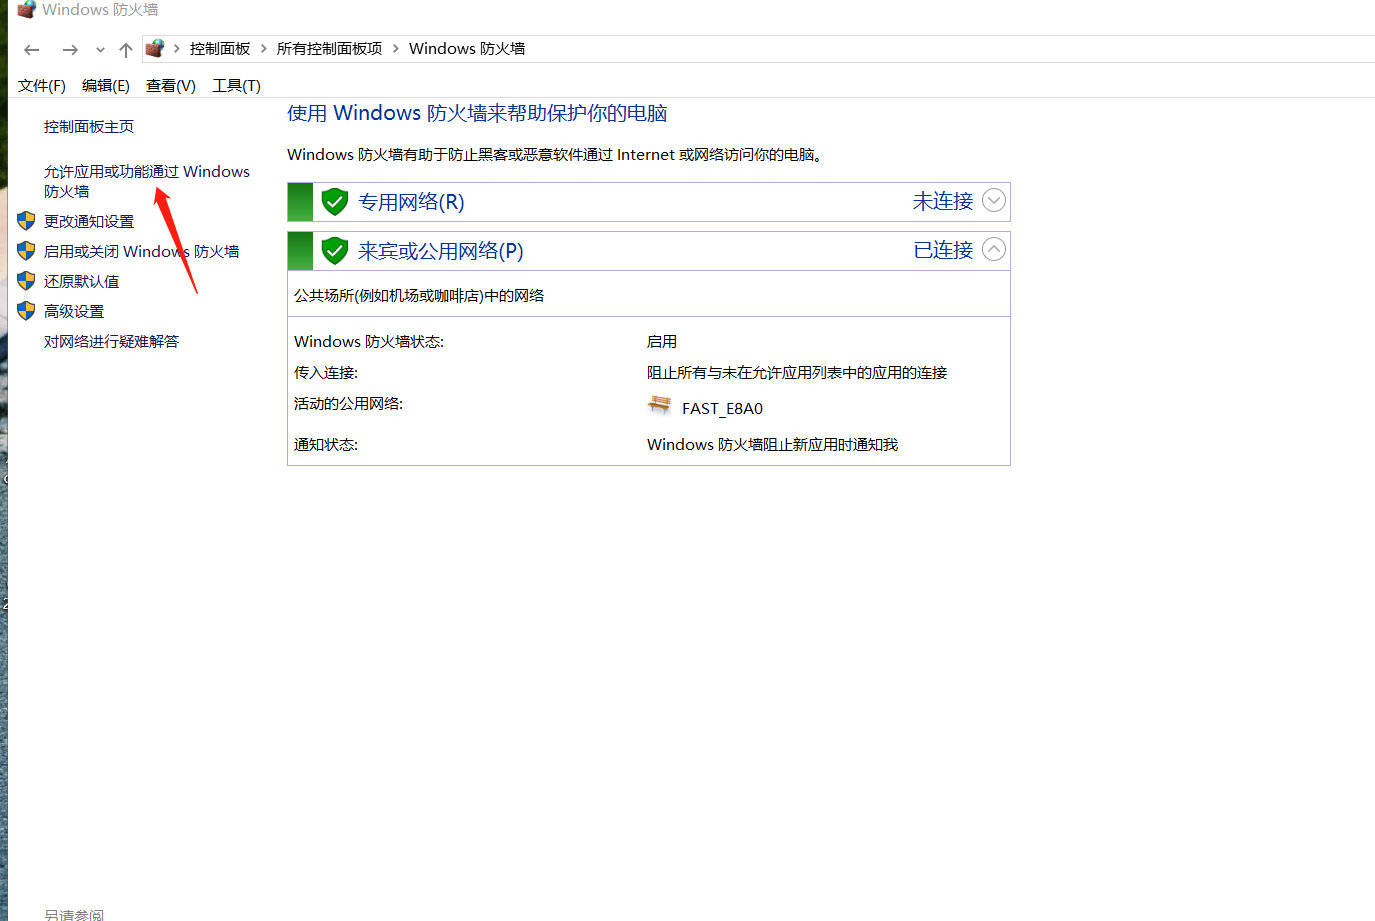 Windows 防火墙
控制面板 所有控制面板项 Windows 防火墙
文件(F) 编辑(E) 查看(V) 工具(T)
控制面板主页
允许应用或功能通过 Windows
防火墙
更改通知设置
启用或关闭 Windows 防火墙
还原默认值
高级设置
对网络进行疑难解答
使用 Windows 防火墙来帮助保护你的电脑
Windows 防火墙有助于防止黑客或恶意软件通过 Internet 或网络访问你的电脑。
专用网络(R) 未连接
来宾或公用网络(P) 已连接
公共场所(例如机场或咖啡店)中的网络
Windows 防火墙状态: 启用
传入连接: 阻止所有与未在允许应用列表中的应用的连接
活动的公用网络: FAST_E8A0
通知状态: Windows 防火墙阻止新应用时通知我
另请参阅